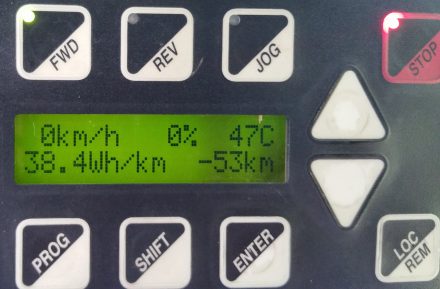 FWD REV JOG STOP
0km/h 0% 47C
38.4Wh/km -53km
PROG SHIFT ENTER LOC
REM